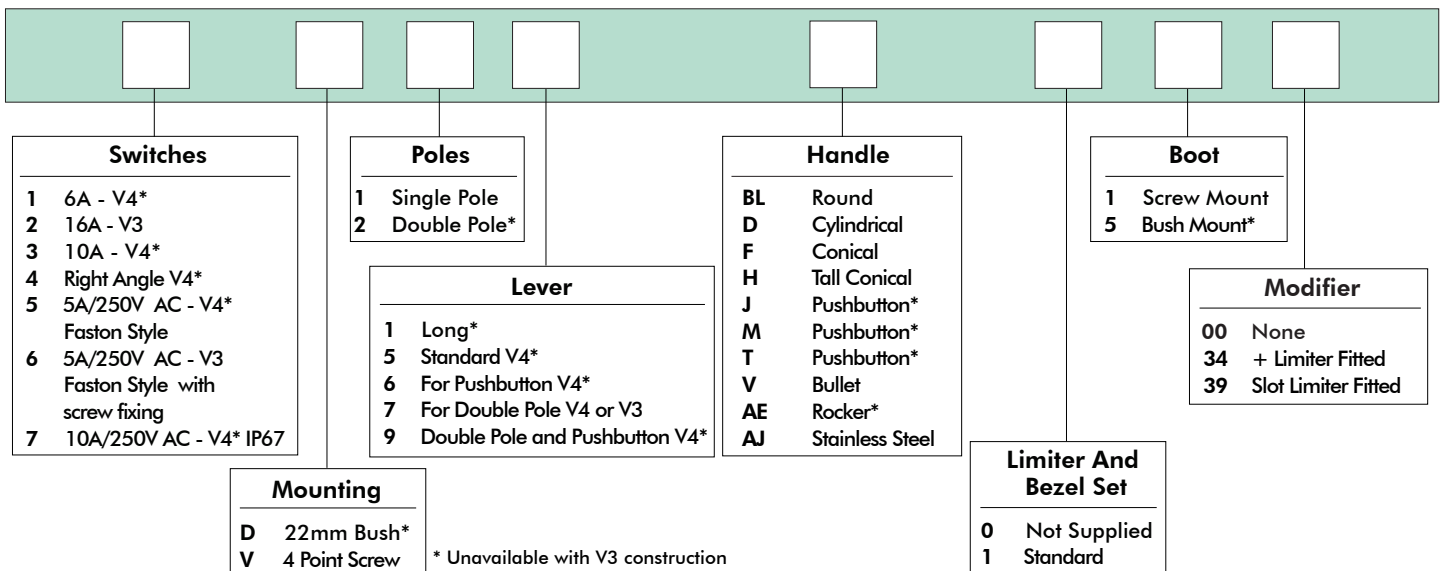 Switches
1 6A - V4*
2 16A - V3
3 10A - V4*
4 Right Angle V4*
5 5A/250V AC - V4*
Faston Style
6 5A/250V AC - V3
Faston Style with
screw fixing
7 10A/250V AC - V4* IP67
Mounting
D 22mm Bush*
V 4 Point Screw
* Unavailable with V3 construction
Poles
1 Single Pole
2 Double Pole*
Lever
1 Long*
5 Standard V4*
6 For Pushbutton V4*
7 For Double Pole V4 or V3
9 Double Pole and Pushbutton V4*
Handle
BL Round
D Cylindrical
F Conical
H Tall Conical
J Pushbutton*
M Pushbutton*
T Pushbutton*
V Bullet
AE Rocker*
AJ Stainless Steel
Limiter And
Bezel Set
0 Not Supplied
1 Standard
Boot
1 Screw Mount
5 Bush Mount*
Modifier
00 None
34 + Limiter Fitted
39 Slot Limiter Fitted